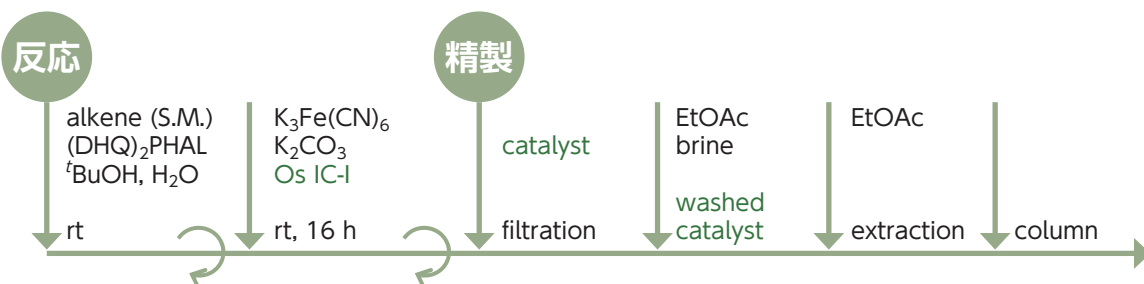 反応
alkene (S.M.)
(DHQ)₂PHAL
ᵗBuOH, H₂O
rt
K₃Fe(CN)₆
K₂CO₃
Os IC-I
rt, 16 h
精製
catalyst
filtration
EtOAc
brine
washed
catalyst
EtOAc
extraction
column